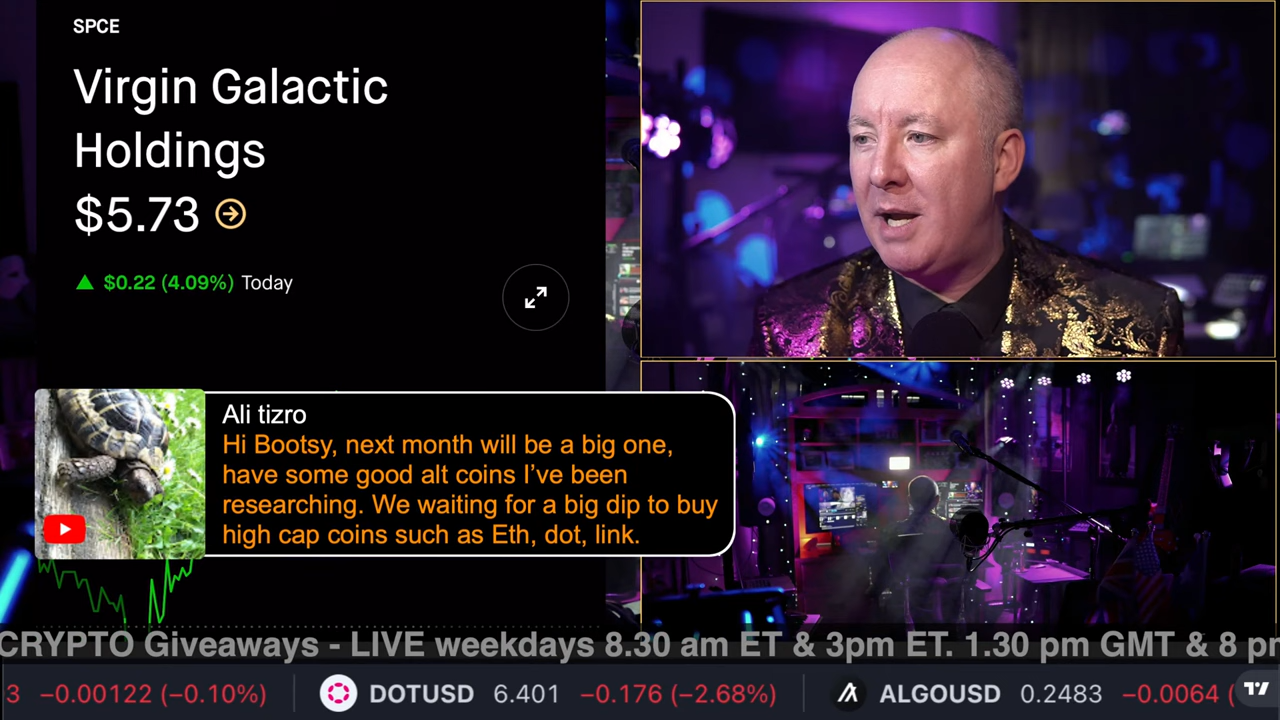 SPCE
Virgin Galactic
Holdings
$5.73
$0.22 (4.09%) Today
Ali tizro
Hi Bootsy, next month will be a big one,
have some good alt coins I've been
researching. We waiting for a big dip to buy
high cap coins such as Eth, dot, link.
CRYPTO Giveaways - LIVE weekdays 8.30 am ET & 3pm ET. 1.30 pm GMT & 8 pm
3 −0.00122 (−0.10%) DOTUSD 6.401 −0.176 (−2.68%) ALGOUSD 0.2483 −0.0064 (